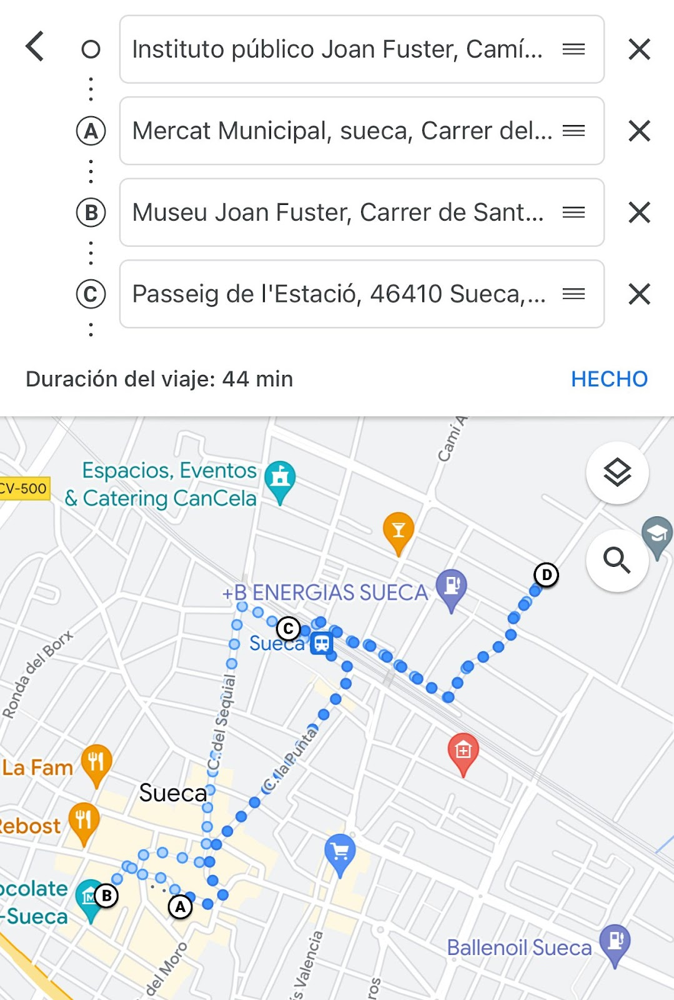 Instituto público Joan Fuster, Camí...
A
Mercat Municipal, sueca, Carrer del...
B
Museu Joan Fuster, Carrer de Sant...
C
Passeig de l'Estació, 46410 Sueca,...
Duración del viaje: 44 min
HECHO
Camí A
Espacios, Eventos
& Catering CanCela
CV-500
D
+B ENERGIAS SUECA
C
Sueca
Ronda del Borx
C. del Sequial
C. la Punta
La Fam
Sueca
Rebost
ocolate
-Sueca
B
A
M
Ballenoil Sueca
del Moro
ís Valencia
ros